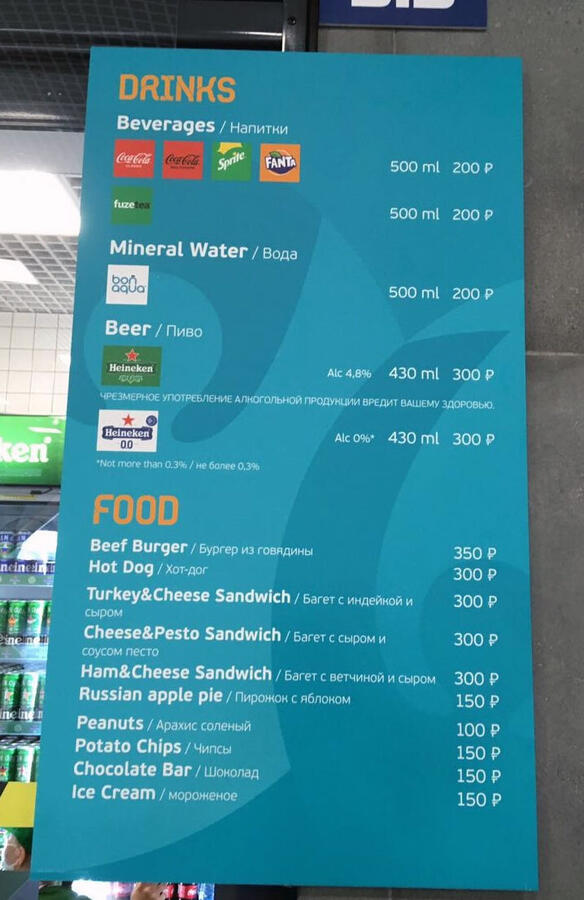 DRINKS
Beverages / Напитки
Coca-Cola Coca-Cola Sprite FANTA 500 ml 200 ₽
fuzetea 500 ml 200 ₽
Mineral Water / Вода
bon aqua 500 ml 200 ₽
Beer / Пиво
Heineken Alc 4,8% 430 ml 300 ₽
ЧРЕЗМЕРНОЕ УПОТРЕБЛЕНИЕ АЛКОГОЛЬНОЙ ПРОДУКЦИИ ВРЕДИТ ВАШЕМУ ЗДОРОВЬЮ.
Heineken 0.0 Alc 0%* 430 ml 300 ₽
*Not more than 0.3% / не более 0,3%
FOOD
Beef Burger / Бургер из говядины 350 ₽
Hot Dog / Хот-дог 300 ₽
Turkey&Cheese Sandwich / Багет с индейкой и 300 ₽
сыром
Cheese&Pesto Sandwich / Багет с сыром и 300 ₽
соусом песто
Ham&Cheese Sandwich / Багет с ветчиной и сыром 300 ₽
Russian apple pie / Пирожок с яблоком 150 ₽
Peanuts / Арахис соленый 100 ₽
Potato Chips / Чипсы 150 ₽
Chocolate Bar / Шоколад 150 ₽
Ice Cream / мороженое 150 ₽
ken